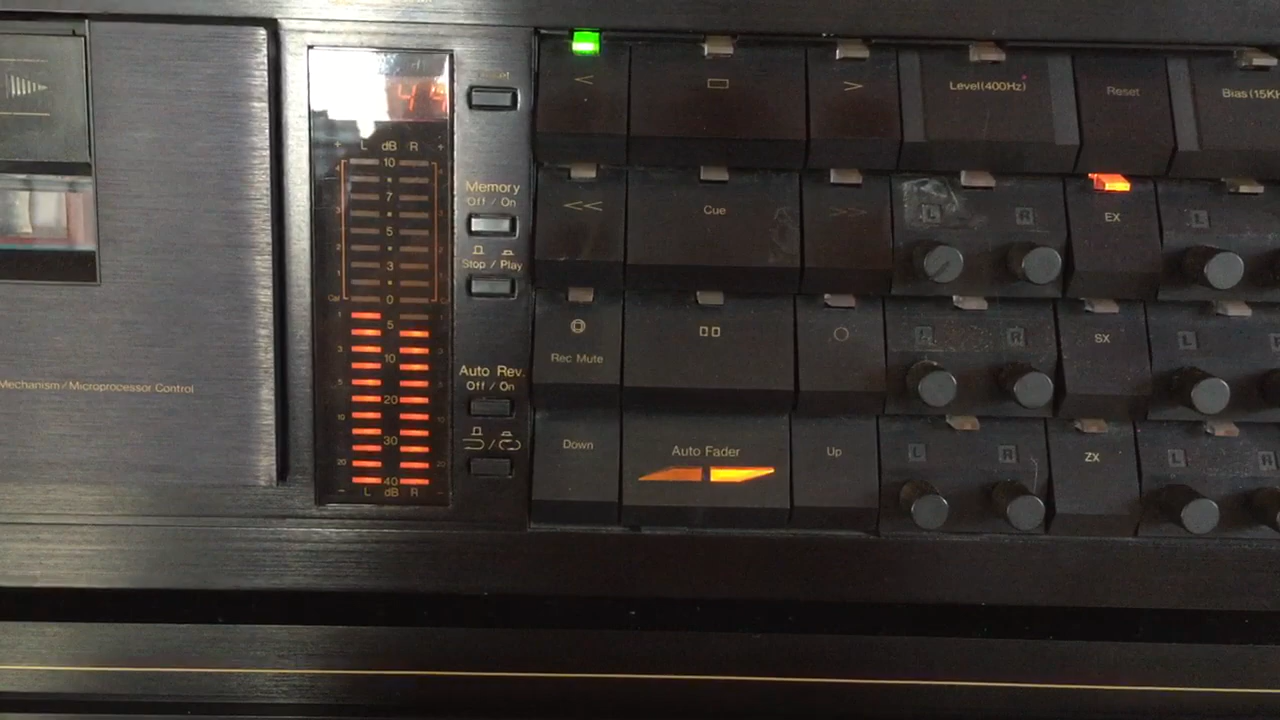 < □ > Level(400Hz) Reset Bias(15K
+ L dB R +
10
7
5
3
0
5
10
20
30
40
- L dB R -
Memory
Off / On
Stop / Play
Auto Rev.
Off / On
<< Cue >>
L R EX L
Rec Mute
L R SX L
Down Auto Fader Up
L R ZX L R
Mechanism/Microprocessor Control